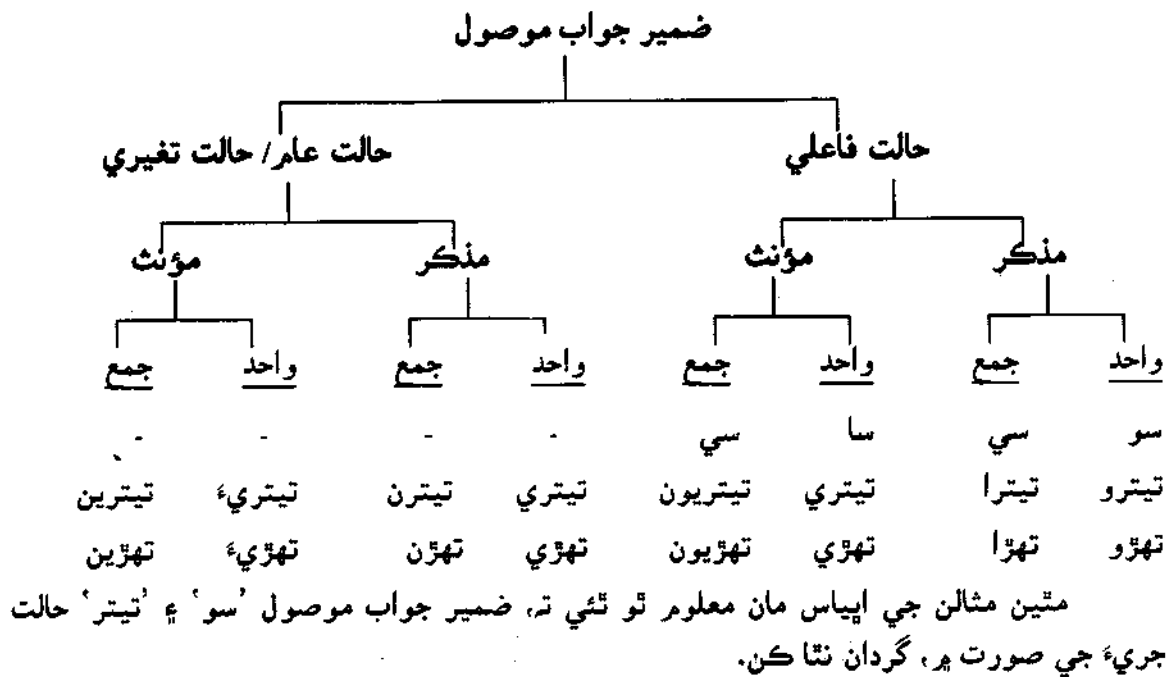 ضمير جواب موصول
حالت فاعلي حالت عام/ حالت تغيري
مذڪر مؤنث مذڪر مؤنث
واحد جمع واحد جمع واحد جمع واحد جمع
سو سي سا سي - - - -
تيترو تيترا تيتري تيتريون تيتري تيترن تيتريءَ تيترين
تهڙو تهڙا تهڙي تهڙيون تهڙي تهڙن تهڙيءَ تهڙين
مٿين مثالن جي اڀياس مان معلوم ٿو ٿئي تہ، ضمير جواب موصول ’سو‘ ۽ ’تيتر‘ حالت
جريءَ جي صورت ۾، گردان نٿا ڪن.